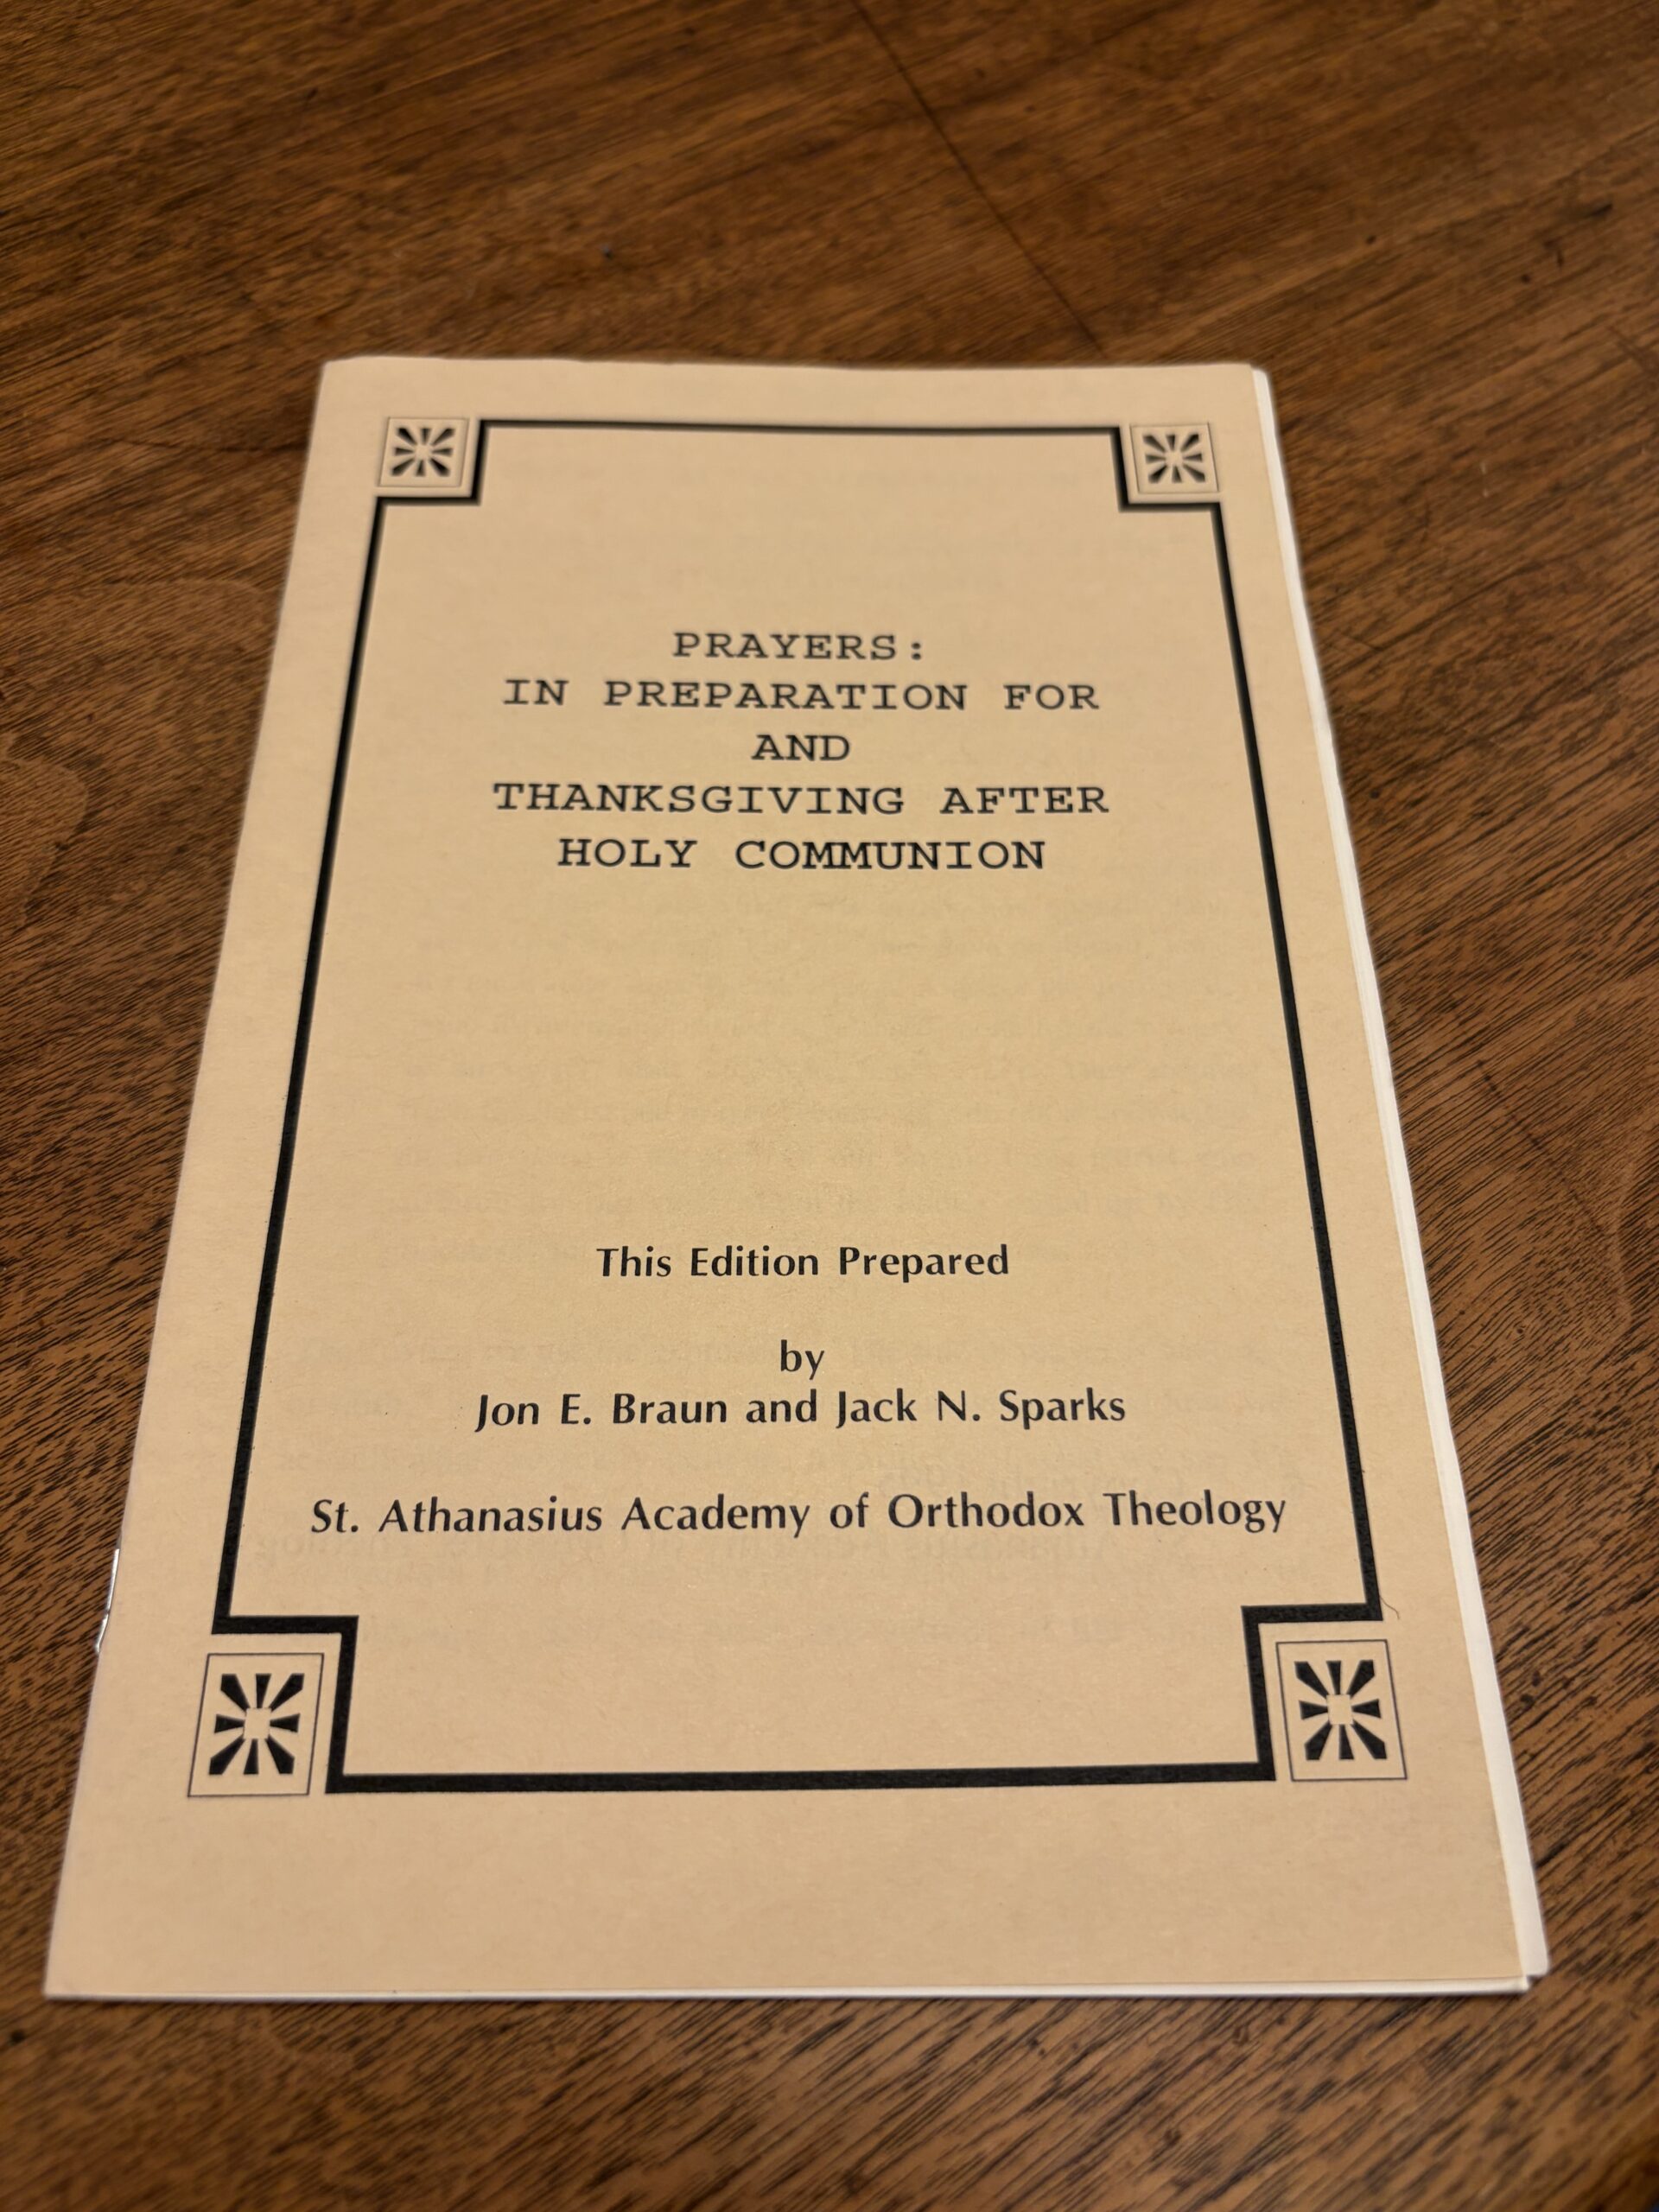 PRAYERS:
IN PREPARATION FOR
AND
THANKSGIVING AFTER
HOLY COMMUNION
This Edition Prepared
by
Jon E. Braun and Jack N. Sparks
St. Athanasius Academy of Orthodox Theology